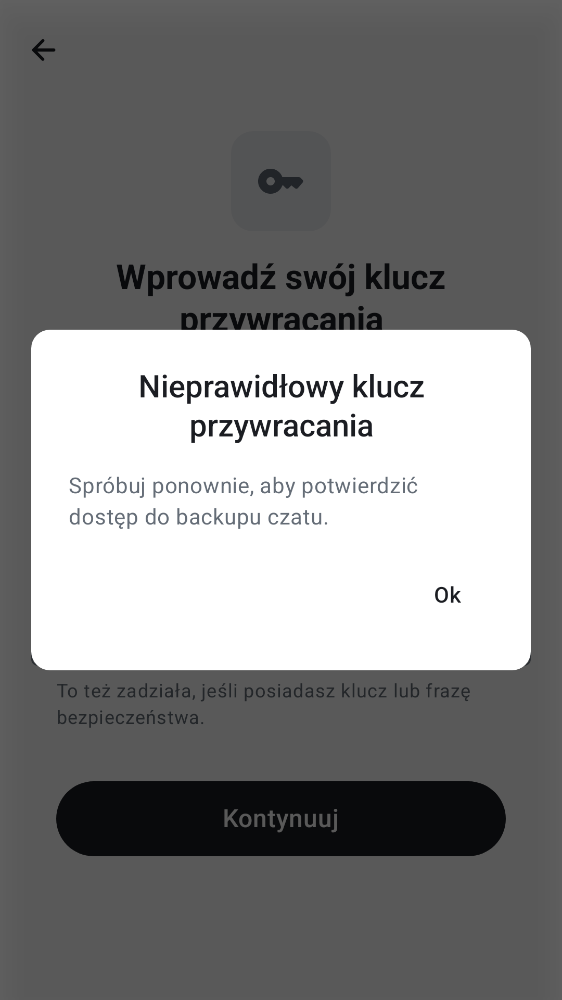 Wprowadź swój klucz
przywracania
Nieprawidłowy klucz
przywracania
Spróbuj ponownie, aby potwierdzić
dostęp do backupu czatu.
Ok
To też zadziała, jeśli posiadasz klucz lub frazę
bezpieczeństwa.
Kontynuuj